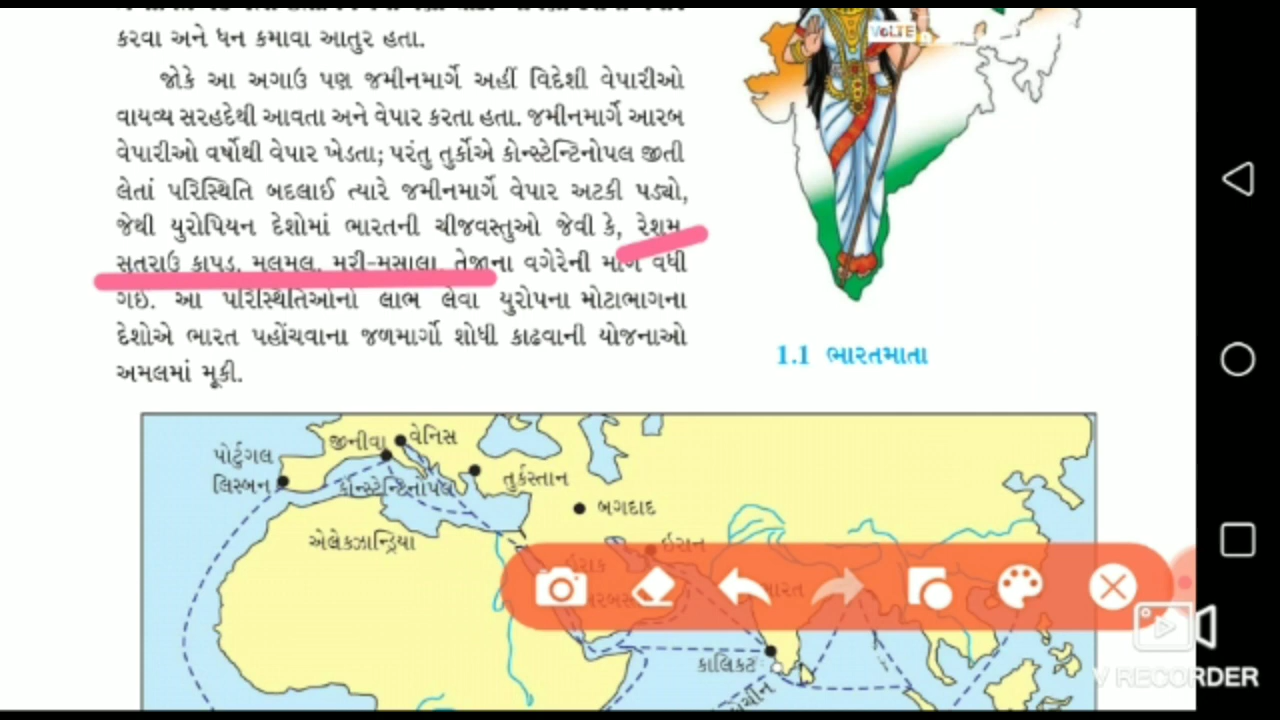 કરવા અને ધન કમાવા આતુર હતા.
જોકે આ અગાઉ પણ જમીનમાર્ગે અહીં વિદેશી વેપારીઓ
વાયવ્ય સરહદેથી આવતા અને વેપાર કરતા હતા. જમીનમાર્ગે આરબ
વેપારીઓ વર્ષોથી વેપાર ખેડતા; પરંતુ તુર્કોએ કોન્સ્ટેન્ટિનોપલ જીતી
લેતાં પરિસ્થિતિ બદલાઈ ત્યારે જમીનમાર્ગે વેપાર અટકી પડ્યો,
જેથી યુરોપિયન દેશોમાં ભારતની ચીજવસ્તુઓ જેવી કે, રેશમ
સુતરાઉ કાપડ, મલમલ, મરી-મસાલા, તેજાના વગેરેની માંગ વધી
ગઈ. આ પરિસ્થિતિઓનો લાભ લેવા યુરોપના મોટાભાગના
દેશોએ ભારત પહોંચવાના જળમાર્ગો શોધી કાઢવાની યોજનાઓ
અમલમાં મૂકી.
VoLTE
1.1 ભારતમાતા
જીનીવા
વેનિસ
પોર્ટુગલ
લિસ્બન
કોન્સ્ટેન્ટિનોપલ
તુર્કસ્તાન
બગદાદ
એલેકઝાન્ડ્રિયા
ઇરાન
ઇરાક
કાલિકટ
V RECORDER